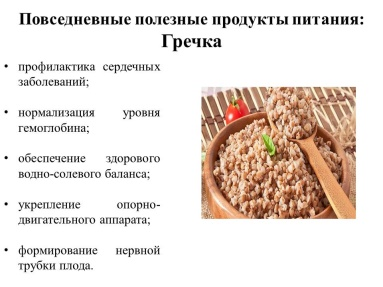 Повседневные полезные продукты питания:
Гречка
• профилактика сердечных
заболеваний;
• нормализация уровня
гемоглобина;
• обеспечение здорового
водно-солевого баланса;
• укрепление опорно-
двигательного аппарата;
• формирование нервной
трубки плода.